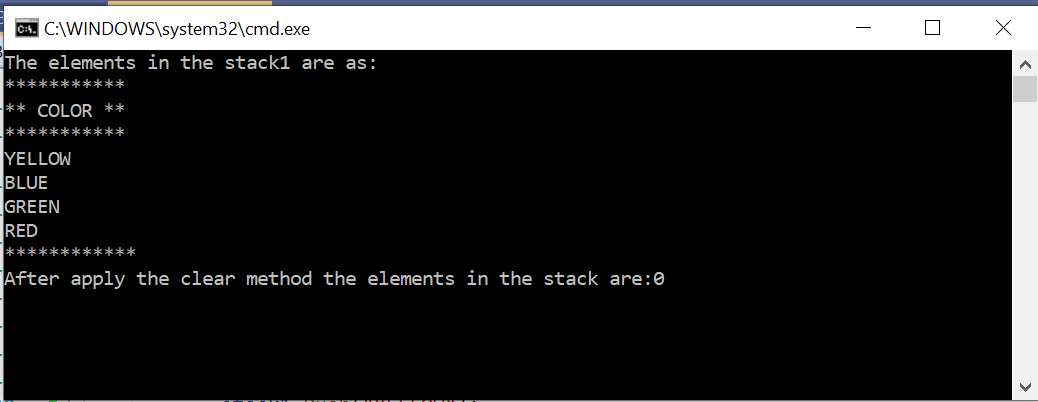 C:\WINDOWS\system32\cmd.exe
The elements in the stack1 are as:
***********
** COLOR **
***********
YELLOW
BLUE
GREEN
RED
************
After apply the clear method the elements in the stack are:0